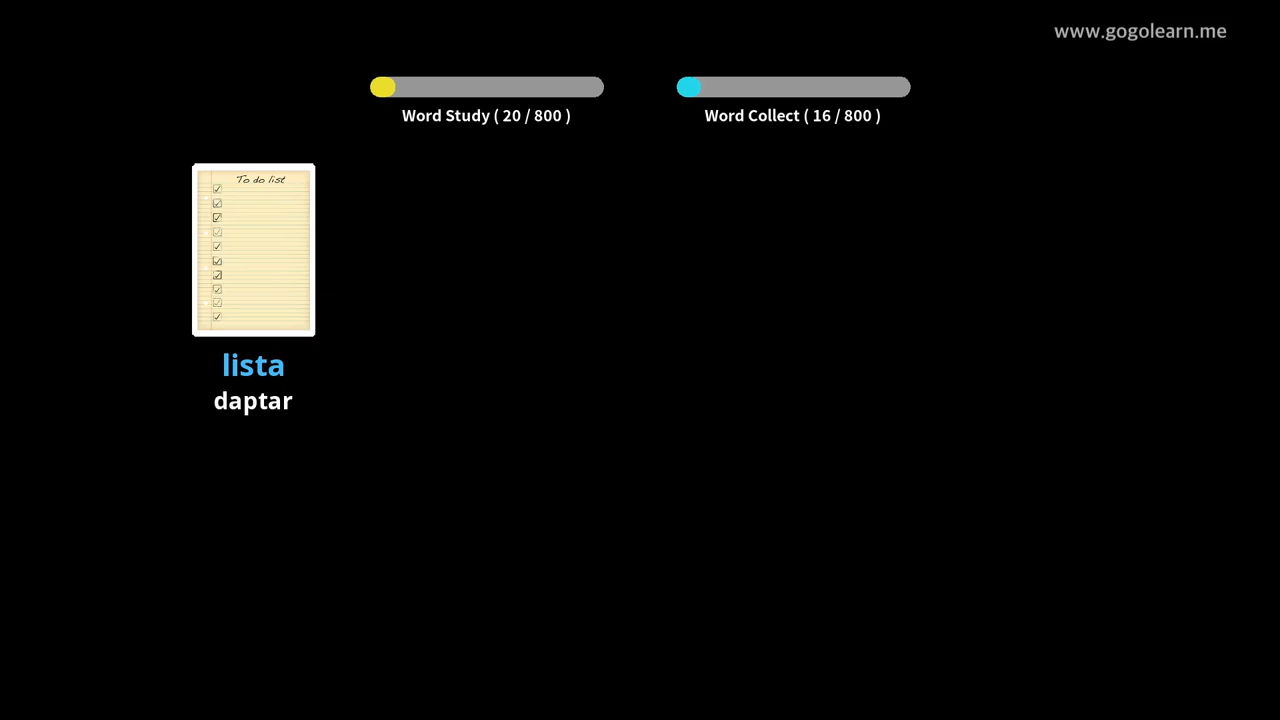 www.gogolearn.me
Word Study ( 20 / 800 )
Word Collect ( 16 / 800 )
To do list
lista
daptar